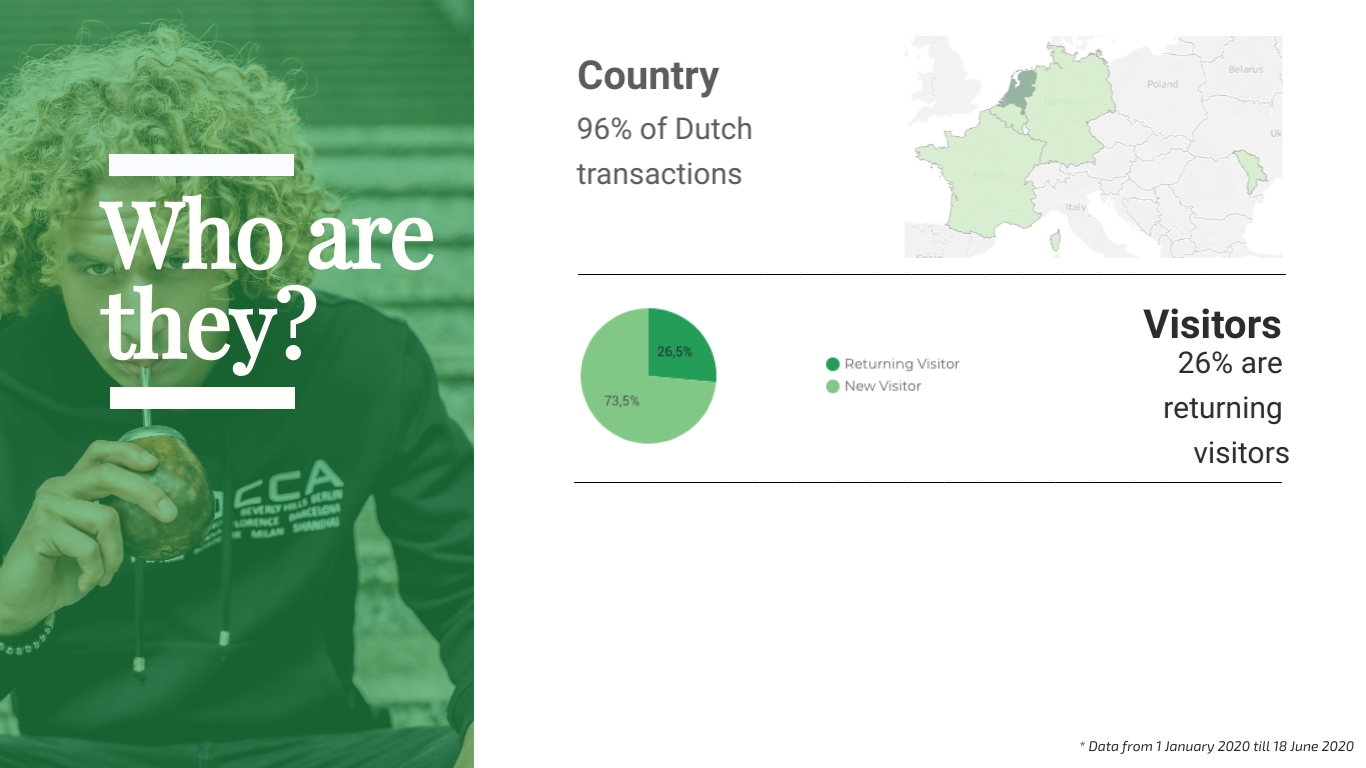 Who are
they?
CCA
BEVERLY HILLS BERLIN
FLORENCE BARCELONA
MILAN SHANGHAI
Country
96% of Dutch
transactions
Belarus
Poland
Germany
Uk
France
Italy
Spain
Visitors
26% are
returning
visitors
26,5%
73,5%
Returning Visitor
New Visitor
* Data from 1 January 2020 till 18 June 2020